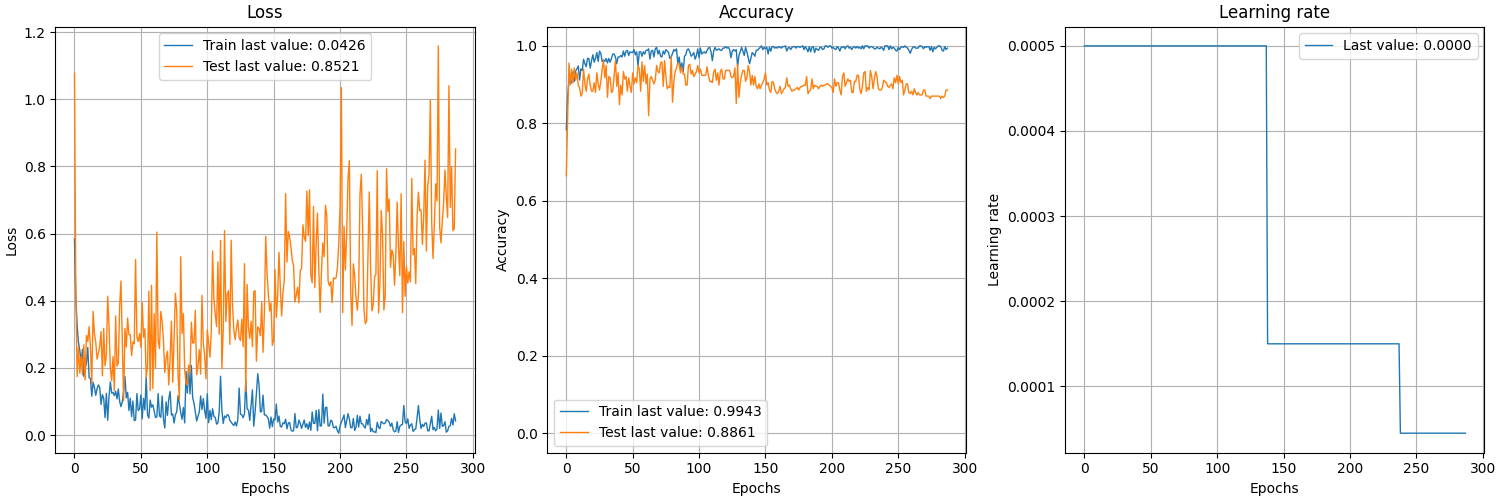 Loss
Train last value: 0.0426
Test last value: 0.8521
1.2
1.0
0.8
0.6
0.4
0.2
0.0
Loss
0 50 100 150 200 250 300
Epochs
Accuracy
1.0
0.8
0.6
0.4
0.2
0.0
Accuracy
Train last value: 0.9943
Test last value: 0.8861
0 50 100 150 200 250 300
Epochs
Learning rate
Last value: 0.0000
0.0005
0.0004
0.0003
0.0002
0.0001
Learning rate
0 50 100 150 200 250 300
Epochs